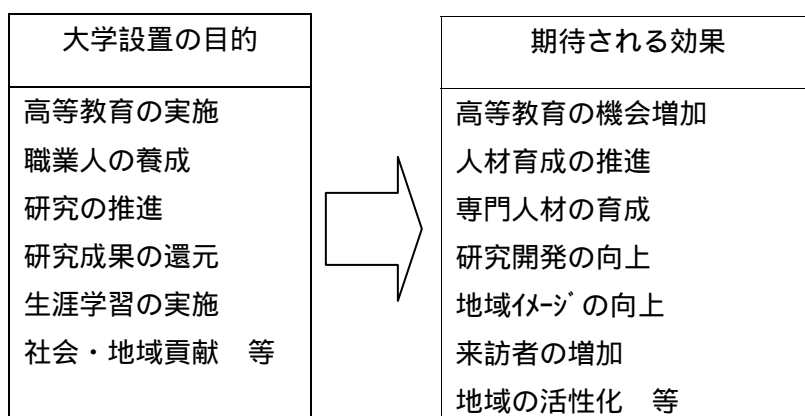 大学設置の目的
高等教育の実施
職業人の養成
研究の推進
研究成果の還元
生涯学習の実施
社会・地域貢献　等
期待される効果
高等教育の機会増加
人材育成の推進
専門人材の育成
研究開発の向上
地域ｲﾒｰｼﾞの向上
来訪者の増加
地域の活性化　等